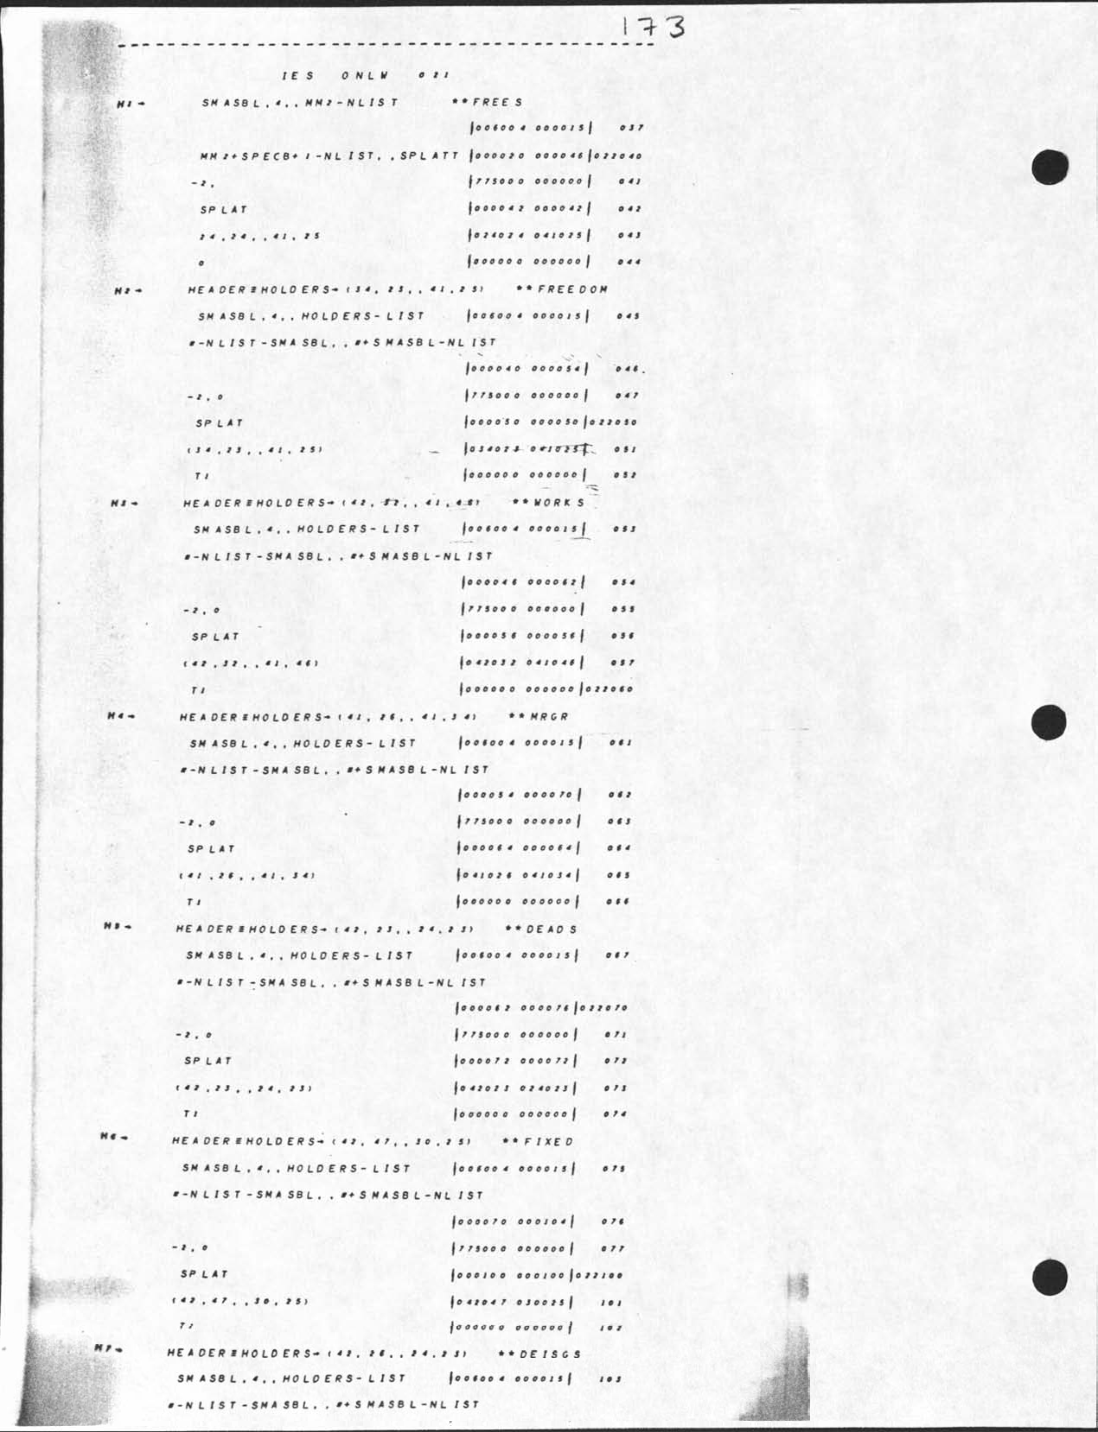 173
IES ONLW 021
M1→ SMASBL,4,,MM2-NLIST **FREES
|006004 000015| 037
MM2+SPECB+1-NLIST,,SPLATT |000020 000046|022040
-2, |775000 000000| 041
SPLAT |000042 000042| 042
24,24,,41,25 |024024 041025| 043
0 |000000 000000| 044
M2→ HEADER≡HOLDERS→(34,23,,41,25) **FREEDOM
SMASBL,4,,HOLDERS-LIST |006004 000015| 045
#-NLIST-SMASBL,,#+SMASBL-NLIST
|000040 000054| 046
-2,0 |775000 000000| 047
SPLAT |000050 000050|022050
(34,23,,41,25) |034023 041025| 051
T1 |000000 000000| 052
M3→ HEADER≡HOLDERS→(42,32,,41,46) **WORKS
SMASBL,4,,HOLDERS-LIST |006004 000015| 053
#-NLIST-SMASBL,,#+SMASBL-NLIST
|000046 000062| 054
-2,0 |775000 000000| 055
SPLAT |000056 000056| 056
(42,32,,41,46) |042032 041046| 057
T1 |000000 000000|022060
M4→ HEADER≡HOLDERS→(41,26,,41,34) **MRGR
SMASBL,4,,HOLDERS-LIST |006004 000015| 061
#-NLIST-SMASBL,,#+SMASBL-NLIST
|000054 000070| 062
-2,0 |775000 000000| 063
SPLAT |000064 000064| 064
(41,26,,41,34) |041026 041034| 065
T1 |000000 000000| 066
M5→ HEADER≡HOLDERS→(42,23,,24,23) **DEADS
SMASBL,4,,HOLDERS-LIST |006004 000015| 067
#-NLIST-SMASBL,,#+SMASBL-NLIST
|000062 000076|022070
-2,0 |775000 000000| 071
SPLAT |000072 000072| 072
(42,23,,24,23) |042023 024023| 073
T1 |000000 000000| 074
M6→ HEADER≡HOLDERS→(42,47,,30,25) **FIXED
SMASBL,4,,HOLDERS-LIST |006004 000015| 075
#-NLIST-SMASBL,,#+SMASBL-NLIST
|000070 000104| 076
-2,0 |775000 000000| 077
SPLAT |000100 000100|022100
(42,47,,30,25) |042047 030025| 101
T1 |000000 000000| 102
M7→ HEADER≡HOLDERS→(42,26,,24,23) **DEISGS
SMASBL,4,,HOLDERS-LIST |006004 000015| 103
#-NLIST-SMASBL,,#+SMASBL-NLIST